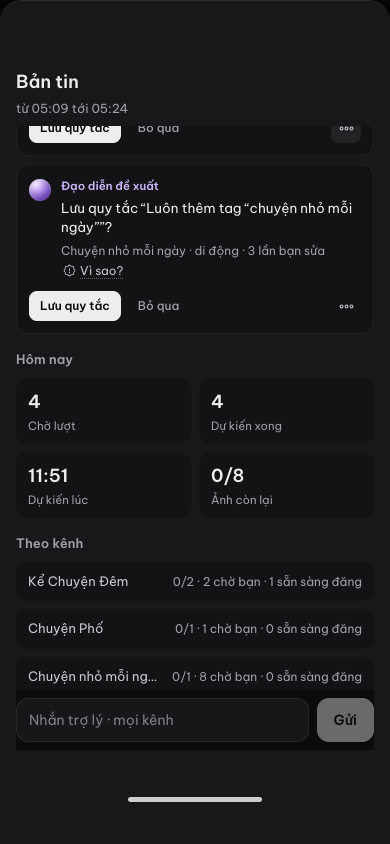 Bản tin
từ 05:09 tới 05:24
Lưu quy tắc Bỏ qua
Đạo diễn đề xuất
Lưu quy tắc “Luôn thêm tag “chuyện nhỏ mỗi
ngày””?
Chuyện nhỏ mỗi ngày · di động · 3 lần bạn sửa
Vì sao?
Lưu quy tắc Bỏ qua
Hôm nay
4 4
Chờ lượt Dự kiến xong
11:51 0/8
Dự kiến lúc Ảnh còn lại
Theo kênh
Kể Chuyện Đêm 0/2 · 2 chờ bạn · 1 sẵn sàng đăng
Chuyện Phố 0/1 · 1 chờ bạn · 0 sẵn sàng đăng
Chuyện nhỏ mỗi ng... 0/1 · 8 chờ bạn · 0 sẵn sàng đăng
Nhắn trợ lý · mọi kênh Gửi